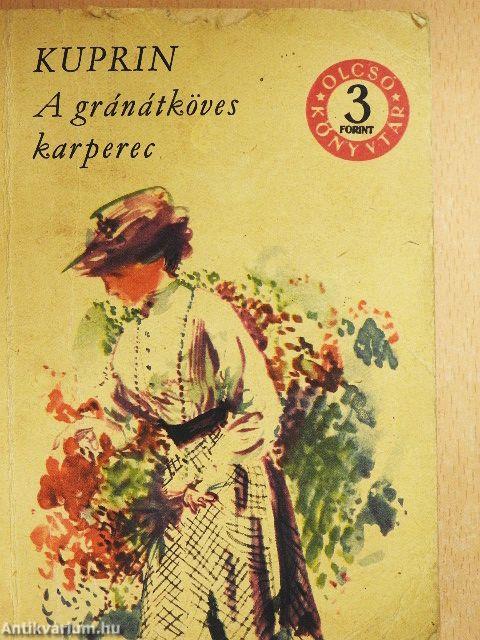 KUPRIN
A gránátköves
karperec
OLCSÓ
3
FORINT
KÖNYVTÁR
Antikvarium.hu